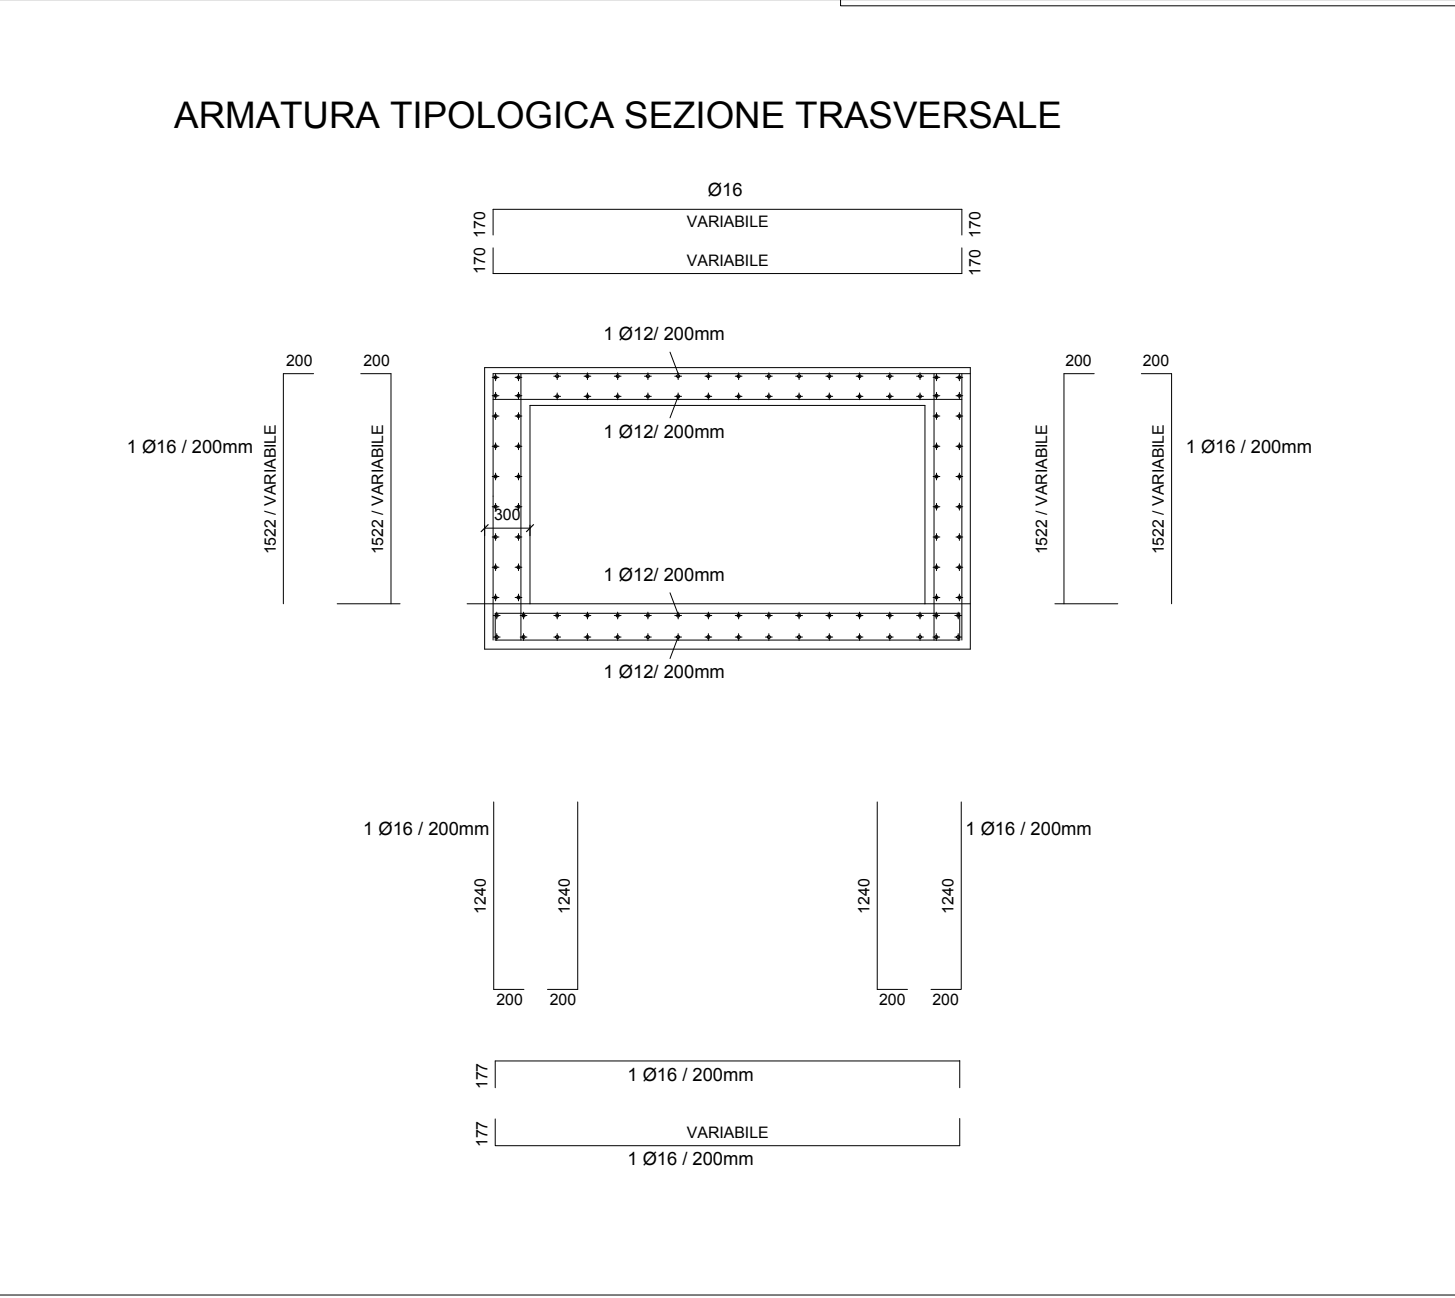 ARMATURA TIPOLOGICA SEZIONE TRASVERSALE
Ø16
170
VARIABILE
170
170
VARIABILE
170
1 Ø12/ 200mm
200
200
200
200
1 Ø12/ 200mm
1 Ø16 / 200mm
1522 / VARIABILE
1522 / VARIABILE
1522 / VARIABILE
1522 / VARIABILE
1 Ø16 / 200mm
300
1 Ø12/ 200mm
1 Ø12/ 200mm
1 Ø16 / 200mm
1 Ø16 / 200mm
1240
1240
1240
1240
200
200
200
200
177
1 Ø16 / 200mm
177
VARIABILE
1 Ø16 / 200mm